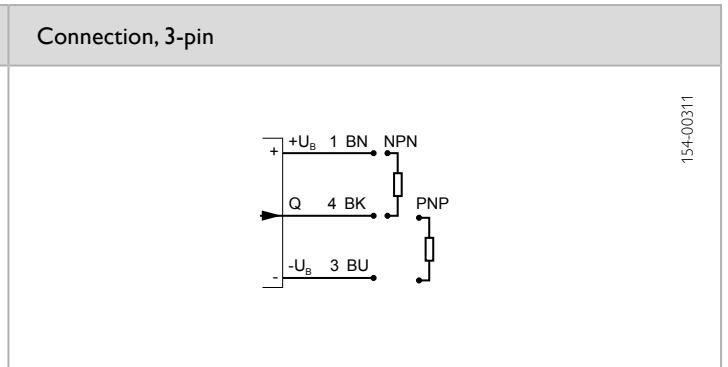 Connection, 3-pin
154-00311
+UB 1 BN NPN
+
Q 4 BK PNP
-UB 3 BU
-